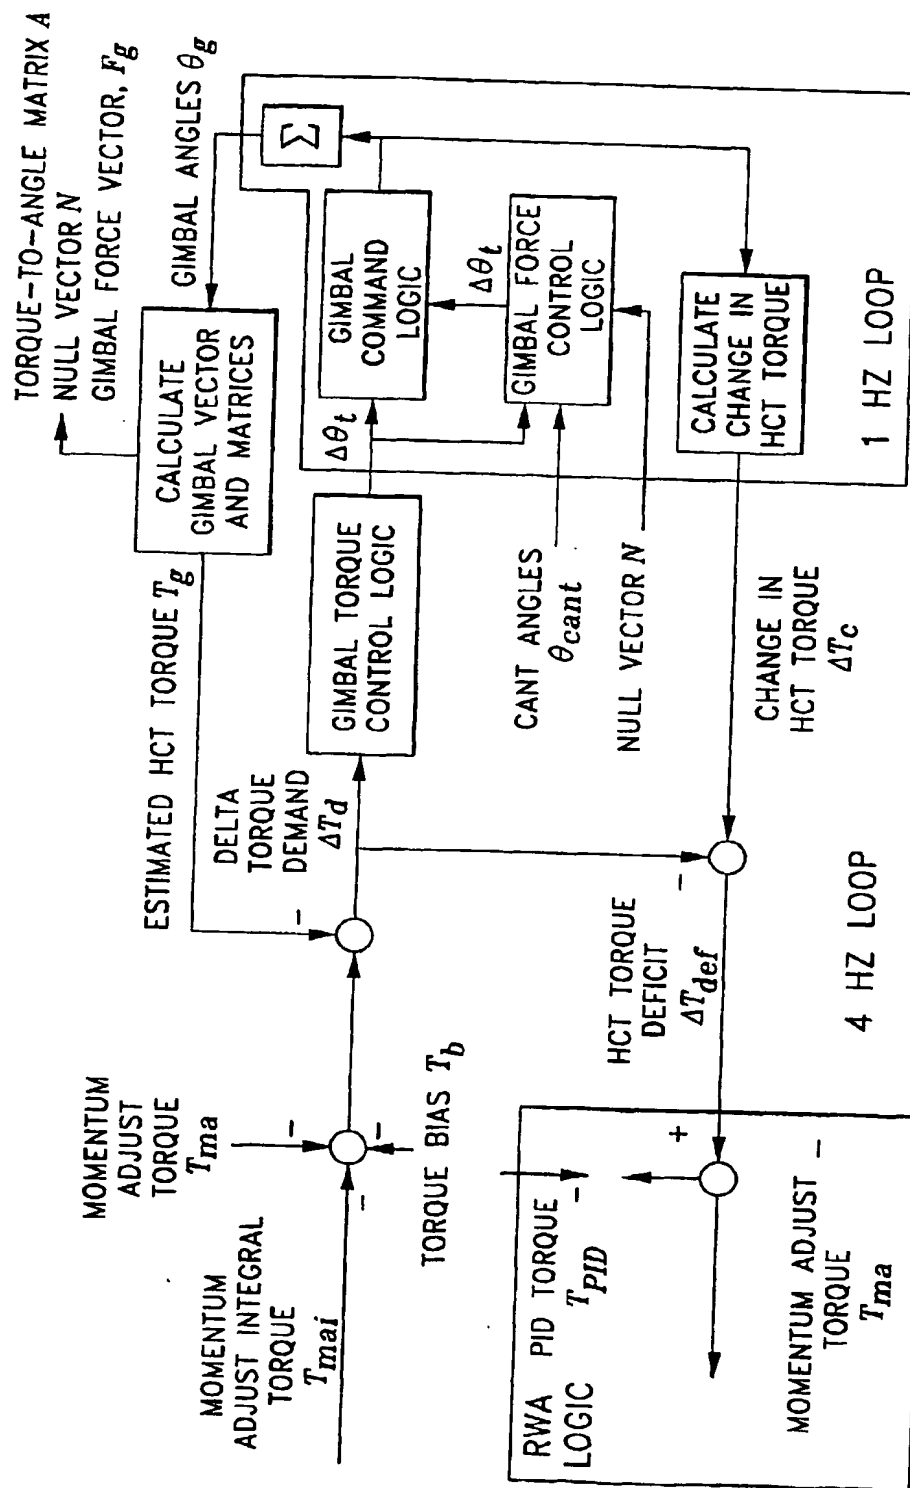 TORQUE-TO-ANGLE MATRIX A
NULL VECTOR N
GIMBAL FORCE VECTOR, Fg
GIMBAL ANGLES θg
Σ
CALCULATE
GIMBAL VECTOR
AND MATRICES
ESTIMATED HCT TORQUE Tg
MOMENTUM
ADJUST
TORQUE
Tma
−
MOMENTUM
ADJUST INTEGRAL
TORQUE
Tmai
−
−
TORQUE BIAS Tb
−
DELTA
TORQUE
DEMAND
ΔTd
GIMBAL TORQUE
CONTROL LOGIC
Δθt
GIMBAL
COMMAND
LOGIC
Δθt
GIMBAL FORCE
CONTROL
LOGIC
CANT ANGLES
θcant
NULL VECTOR N
CALCULATE
CHANGE IN
HCT TORQUE
1 HZ LOOP
CHANGE IN
HCT TORQUE
ΔTc
−
HCT TORQUE
DEFICIT
ΔTdef
4 HZ LOOP
RWA
LOGIC
PID TORQUE −
TPID
+
MOMENTUM ADJUST −
TORQUE
Tma